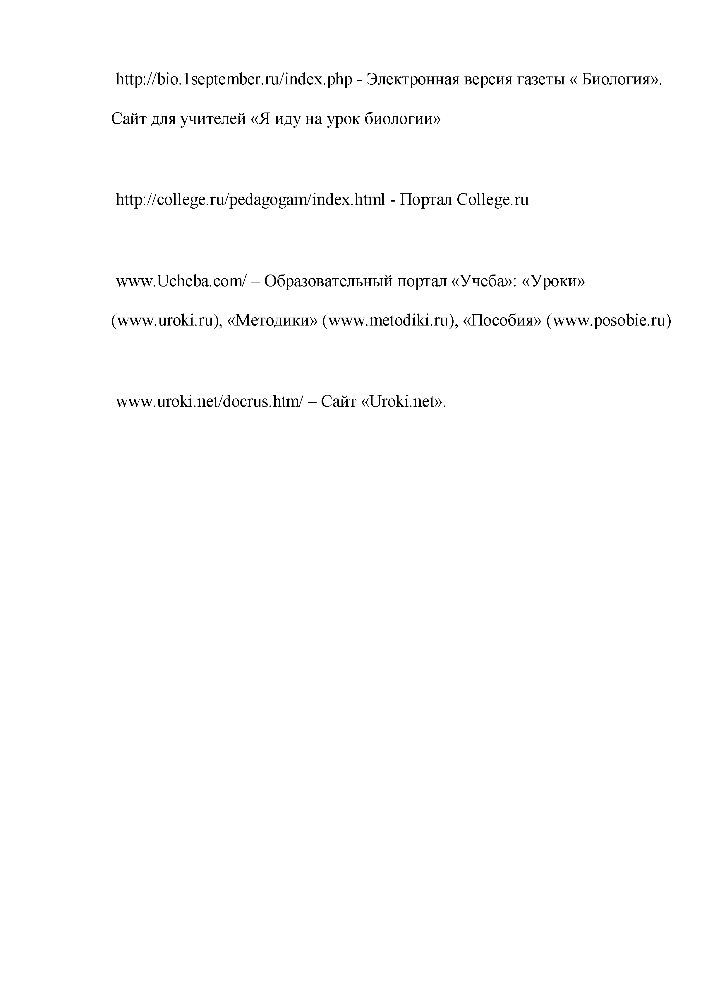 http://bio.1september.ru/index.php - Электронная версия газеты « Биология».
Сайт для учителей «Я иду на урок биологии»
http://college.ru/pedagogam/index.html - Портал College.ru
www.Ucheba.com/ – Образовательный портал «Учеба»: «Уроки»
(www.uroki.ru), «Методики» (www.metodiki.ru), «Пособия» (www.posobie.ru)
www.uroki.net/docrus.htm/ – Сайт «Uroki.net».